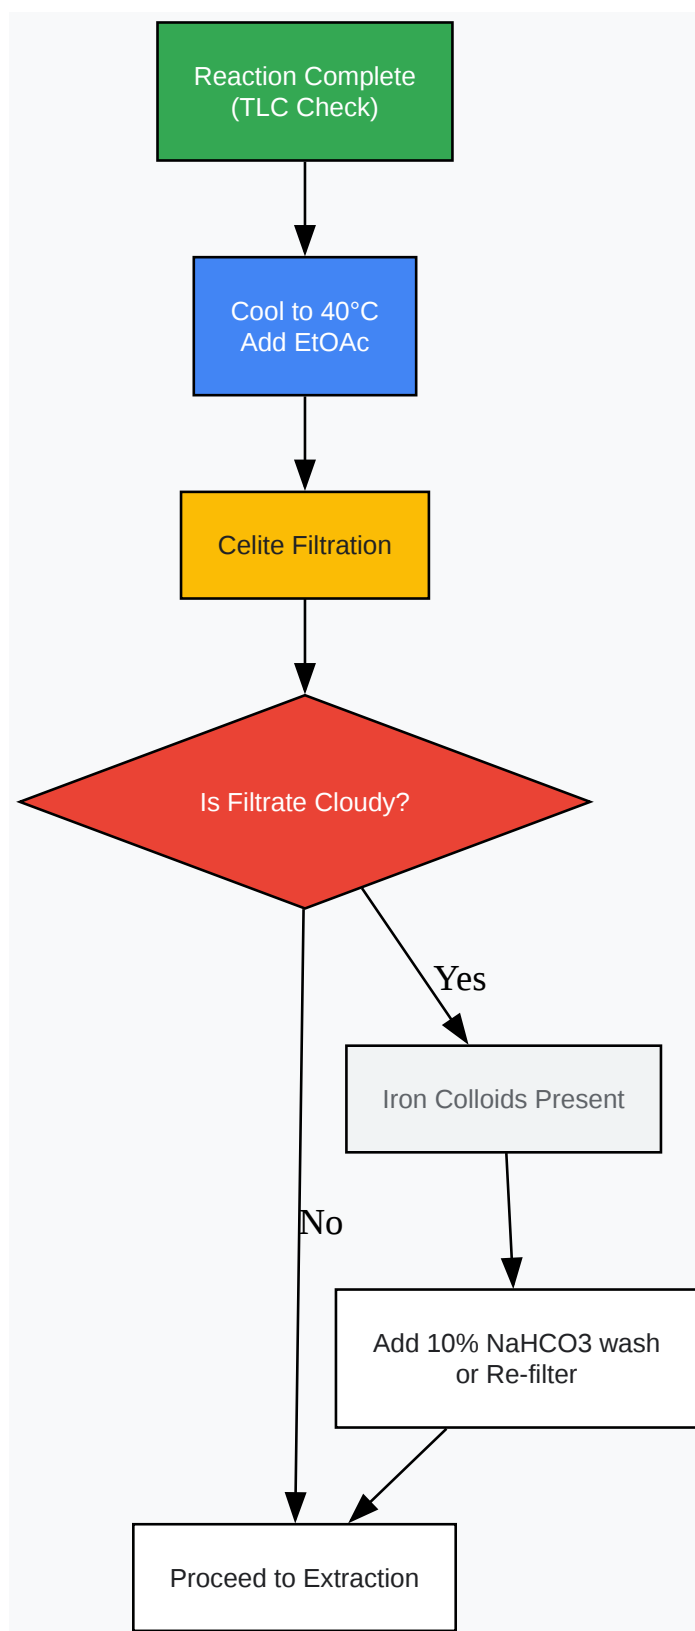 Reaction Complete
(TLC Check)
Cool to 40°C
Add EtOAc
Celite Filtration
Is Filtrate Cloudy?
Yes
Iron Colloids Present
No
Add 10% NaHCO3 wash
or Re-filter
Proceed to Extraction